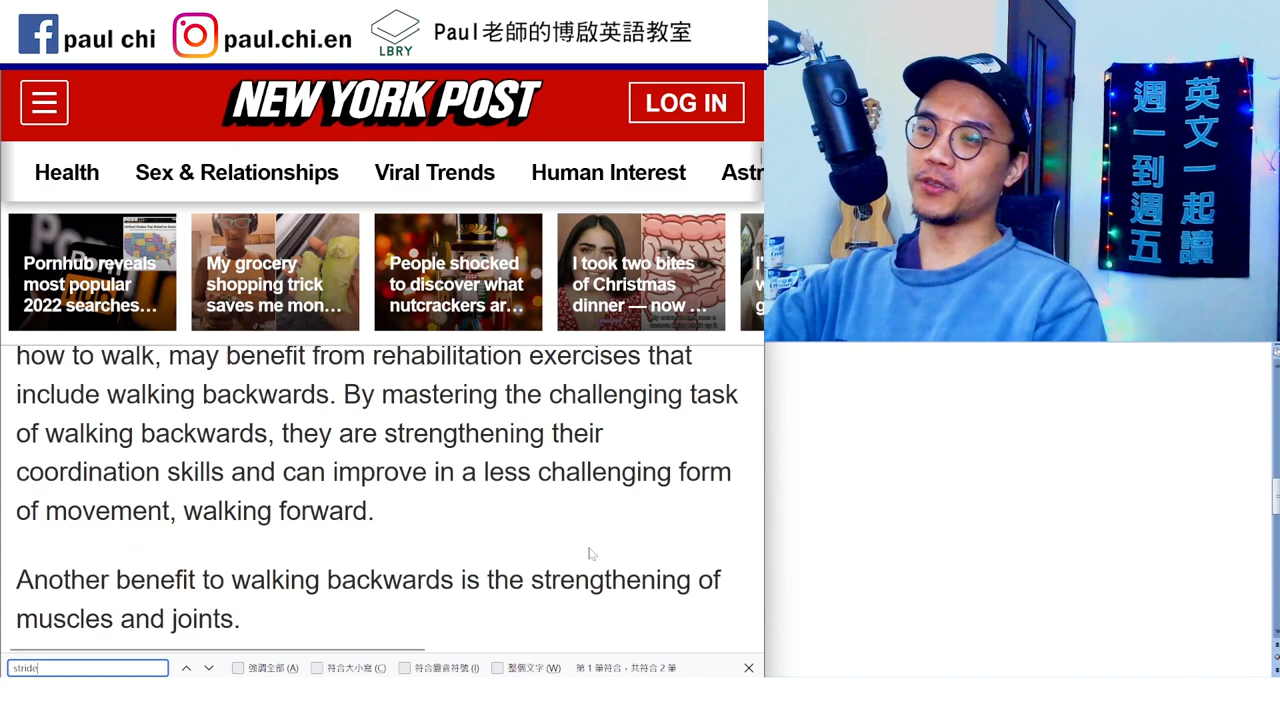 paul chi
paul.chi.en
LBRY
Paul老師的博啟英語教室
NEW YORK POST
LOG IN
Health
Sex & Relationships
Viral Trends
Human Interest
Astr
Pornhub reveals
most popular
2022 searches…
My grocery
shopping trick
saves me mon…
People shocked
to discover what
nutcrackers ar…
I took two bites
of Christmas
dinner — now …
how to walk, may benefit from rehabilitation exercises that
include walking backwards. By mastering the challenging task
of walking backwards, they are strengthening their
coordination skills and can improve in a less challenging form
of movement, walking forward.
Another benefit to walking backwards is the strengthening of
muscles and joints.
stride
強調全部 (A)
符合大小寫 (C)
符合變音符號 (I)
整個文字 (W)
第 1 筆符合，共符合 2 筆
英文一起讀
週一到週五